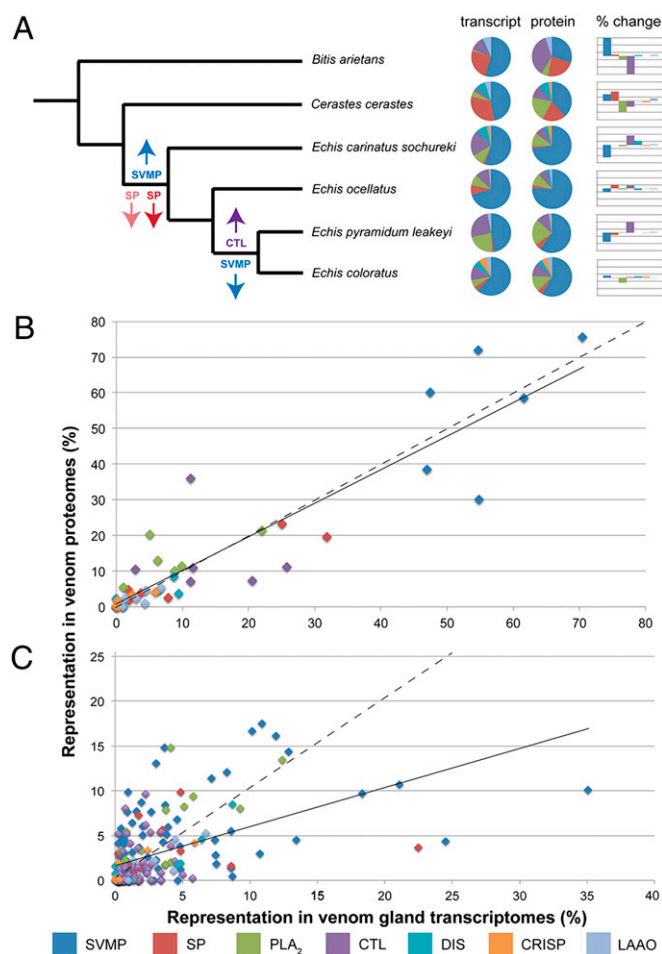 A
transcript protein % change
Bitis arietans
Cerastes cerastes
Echis carinatus sochureki
Echis ocellatus
Echis pyramidum leakeyi
Echis coloratus
SVMP
SP SP
CTL
SVMP
B
Representation in venom proteomes (%)
80
70
60
50
40
30
20
10
0
0 10 20 30 40 50 60 70 80
C
25
20
15
10
5
0
0 5 10 15 20 25 30 35 40
Representation in venom gland transcriptomes (%)
SVMP SP PLA₂ CTL DIS CRISP LAAO